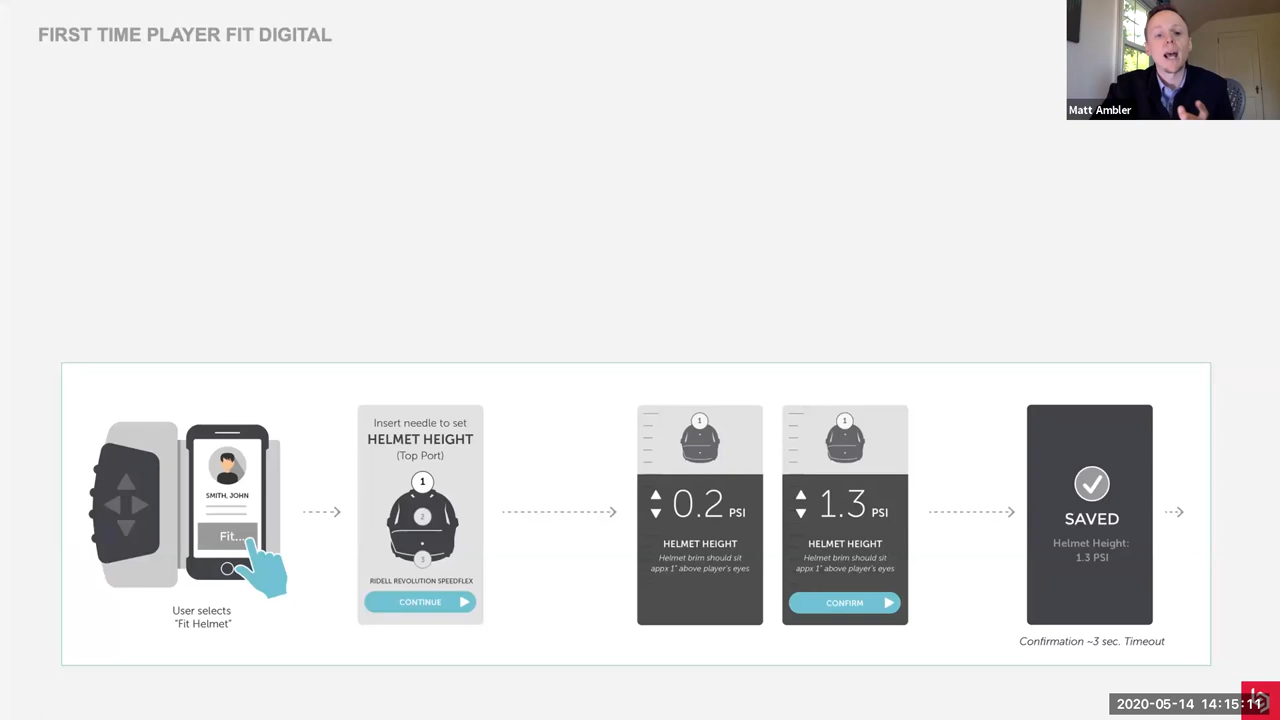 FIRST TIME PLAYER FIT DIGITAL
Matt Ambler
SMITH, JOHN
Fit...
User selects
"Fit Helmet"
Insert needle to set
HELMET HEIGHT
(Top Port)
1
2
3
RIDELL REVOLUTION SPEEDFLEX
CONTINUE
1
0.2 PSI
HELMET HEIGHT
Helmet brim should sit
appx 1" above player's eyes
1
1.3 PSI
HELMET HEIGHT
Helmet brim should sit
appx 1" above player's eyes
CONFIRM
SAVED
Helmet Height:
1.3 PSI
Confirmation ~3 sec. Timeout
2020-05-14 14:15:11